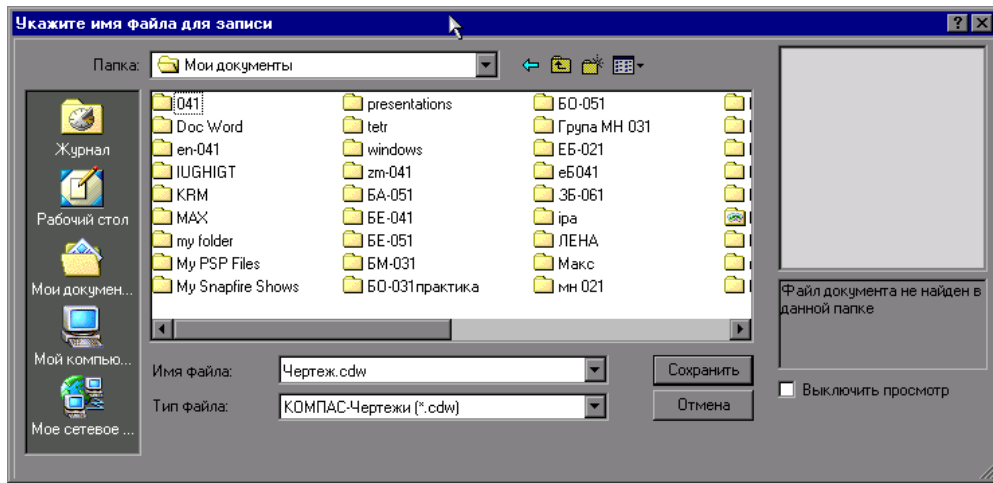 Укажите имя файла для записи
Папка:
Мои документы
Журнал
Рабочий стол
Мои докумен...
Мой компью...
Мое сетевое ...
041
Doc Word
en-041
IUGHIGT
KRM
MAX
my folder
My PSP Files
My Snapfire Shows
presentations
tetr
windows
zm-041
БА-051
БЕ-041
БЕ-051
БМ-031
БО-031практика
БО-051
Група МН 031
ЕБ-021
еБ041
ЗБ-061
іра
ЛЕНА
Макс
мн 021
Файл документа не найден в
данной папке
Выключить просмотр
Имя файла:
Чертеж.cdw
Сохранить
Тип файла:
КОМПАС-Чертежи (*.cdw)
Отмена